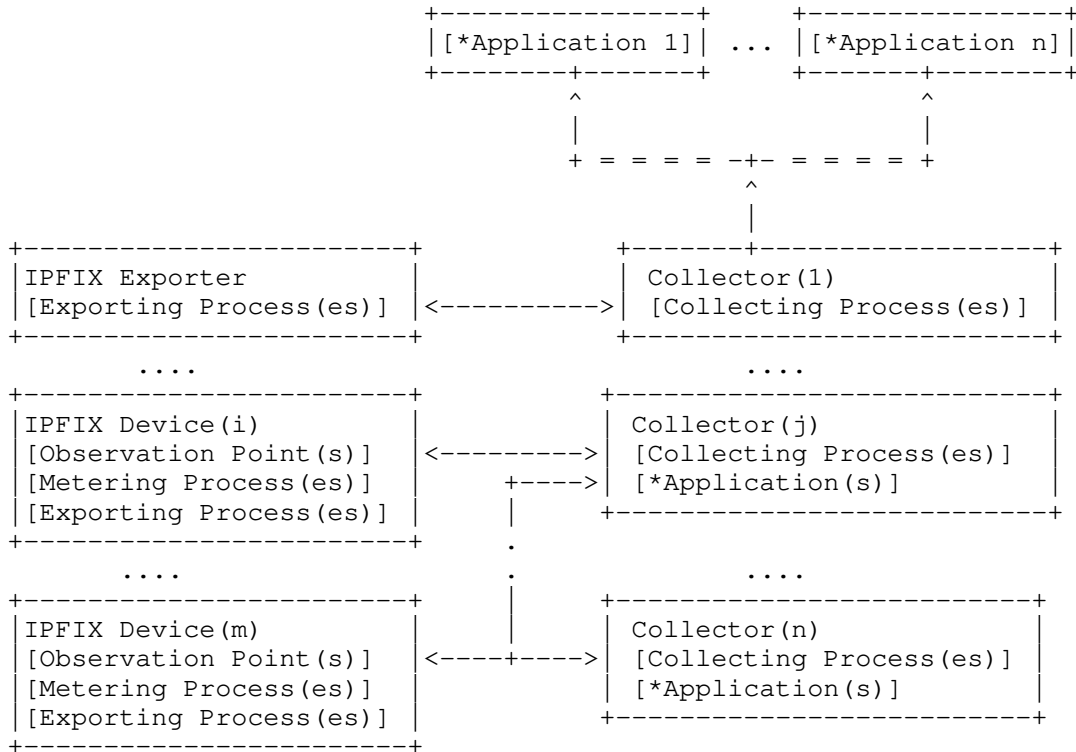 [*Application 1] ... [*Application n]
IPFIX Exporter Collector(1)
[Exporting Process(es)] <----------> [Collecting Process(es)]
.... ....
IPFIX Device(i) Collector(j)
[Observation Point(s)] <---------> [Collecting Process(es)]
[Metering Process(es)] +----> [*Application(s)]
[Exporting Process(es)]
.... ....
IPFIX Device(m) Collector(n)
[Observation Point(s)] <----+----> [Collecting Process(es)]
[Metering Process(es)] [*Application(s)]
[Exporting Process(es)]